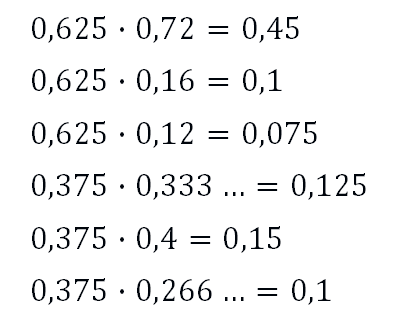 0,625 · 0,72 = 0,45
0,625 · 0,16 = 0,1
0,625 · 0,12 = 0,075
0,375 · 0,333 … = 0,125
0,375 · 0,4 = 0,15
0,375 · 0,266 … = 0,1